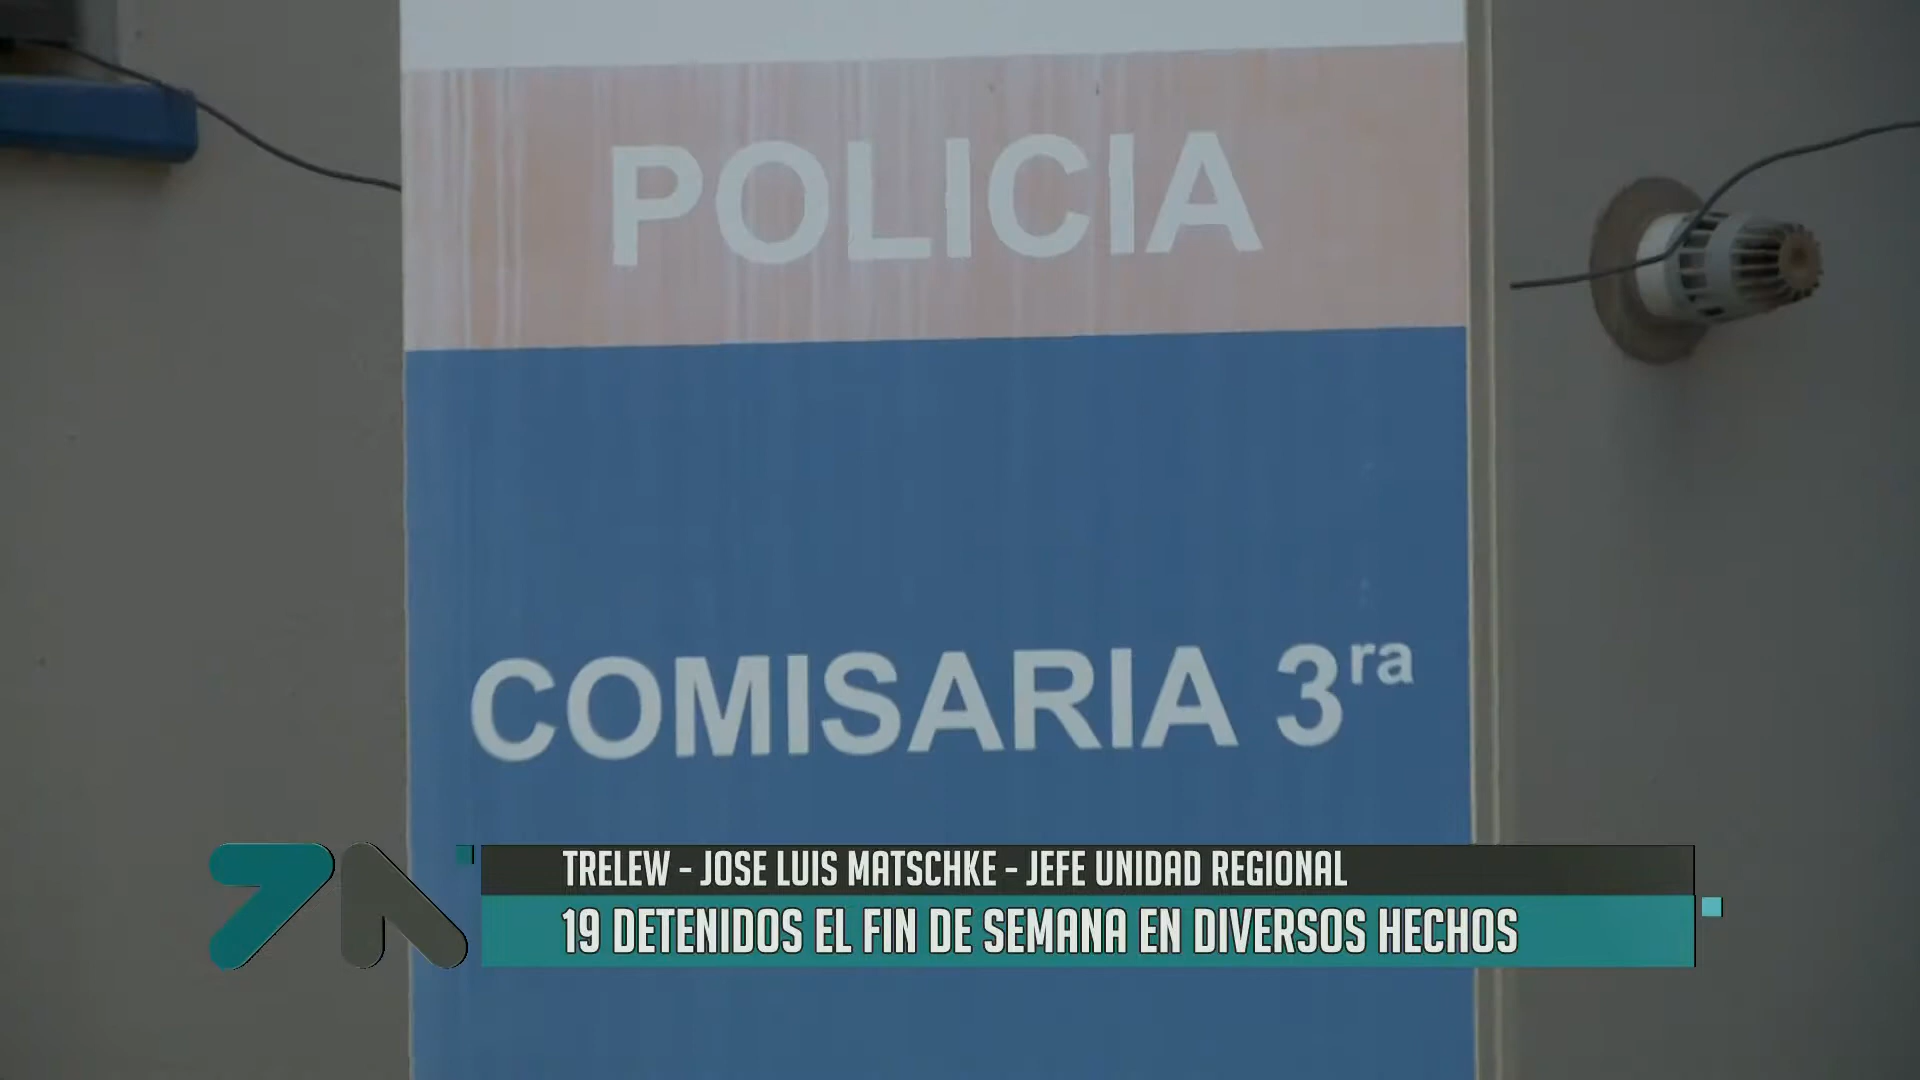 POLICIA
COMISARIA 3ra
TRELEW - JOSE LUIS MATSCHKE - JEFE UNIDAD REGIONAL
19 DETENIDOS EL FIN DE SEMANA EN DIVERSOS HECHOS